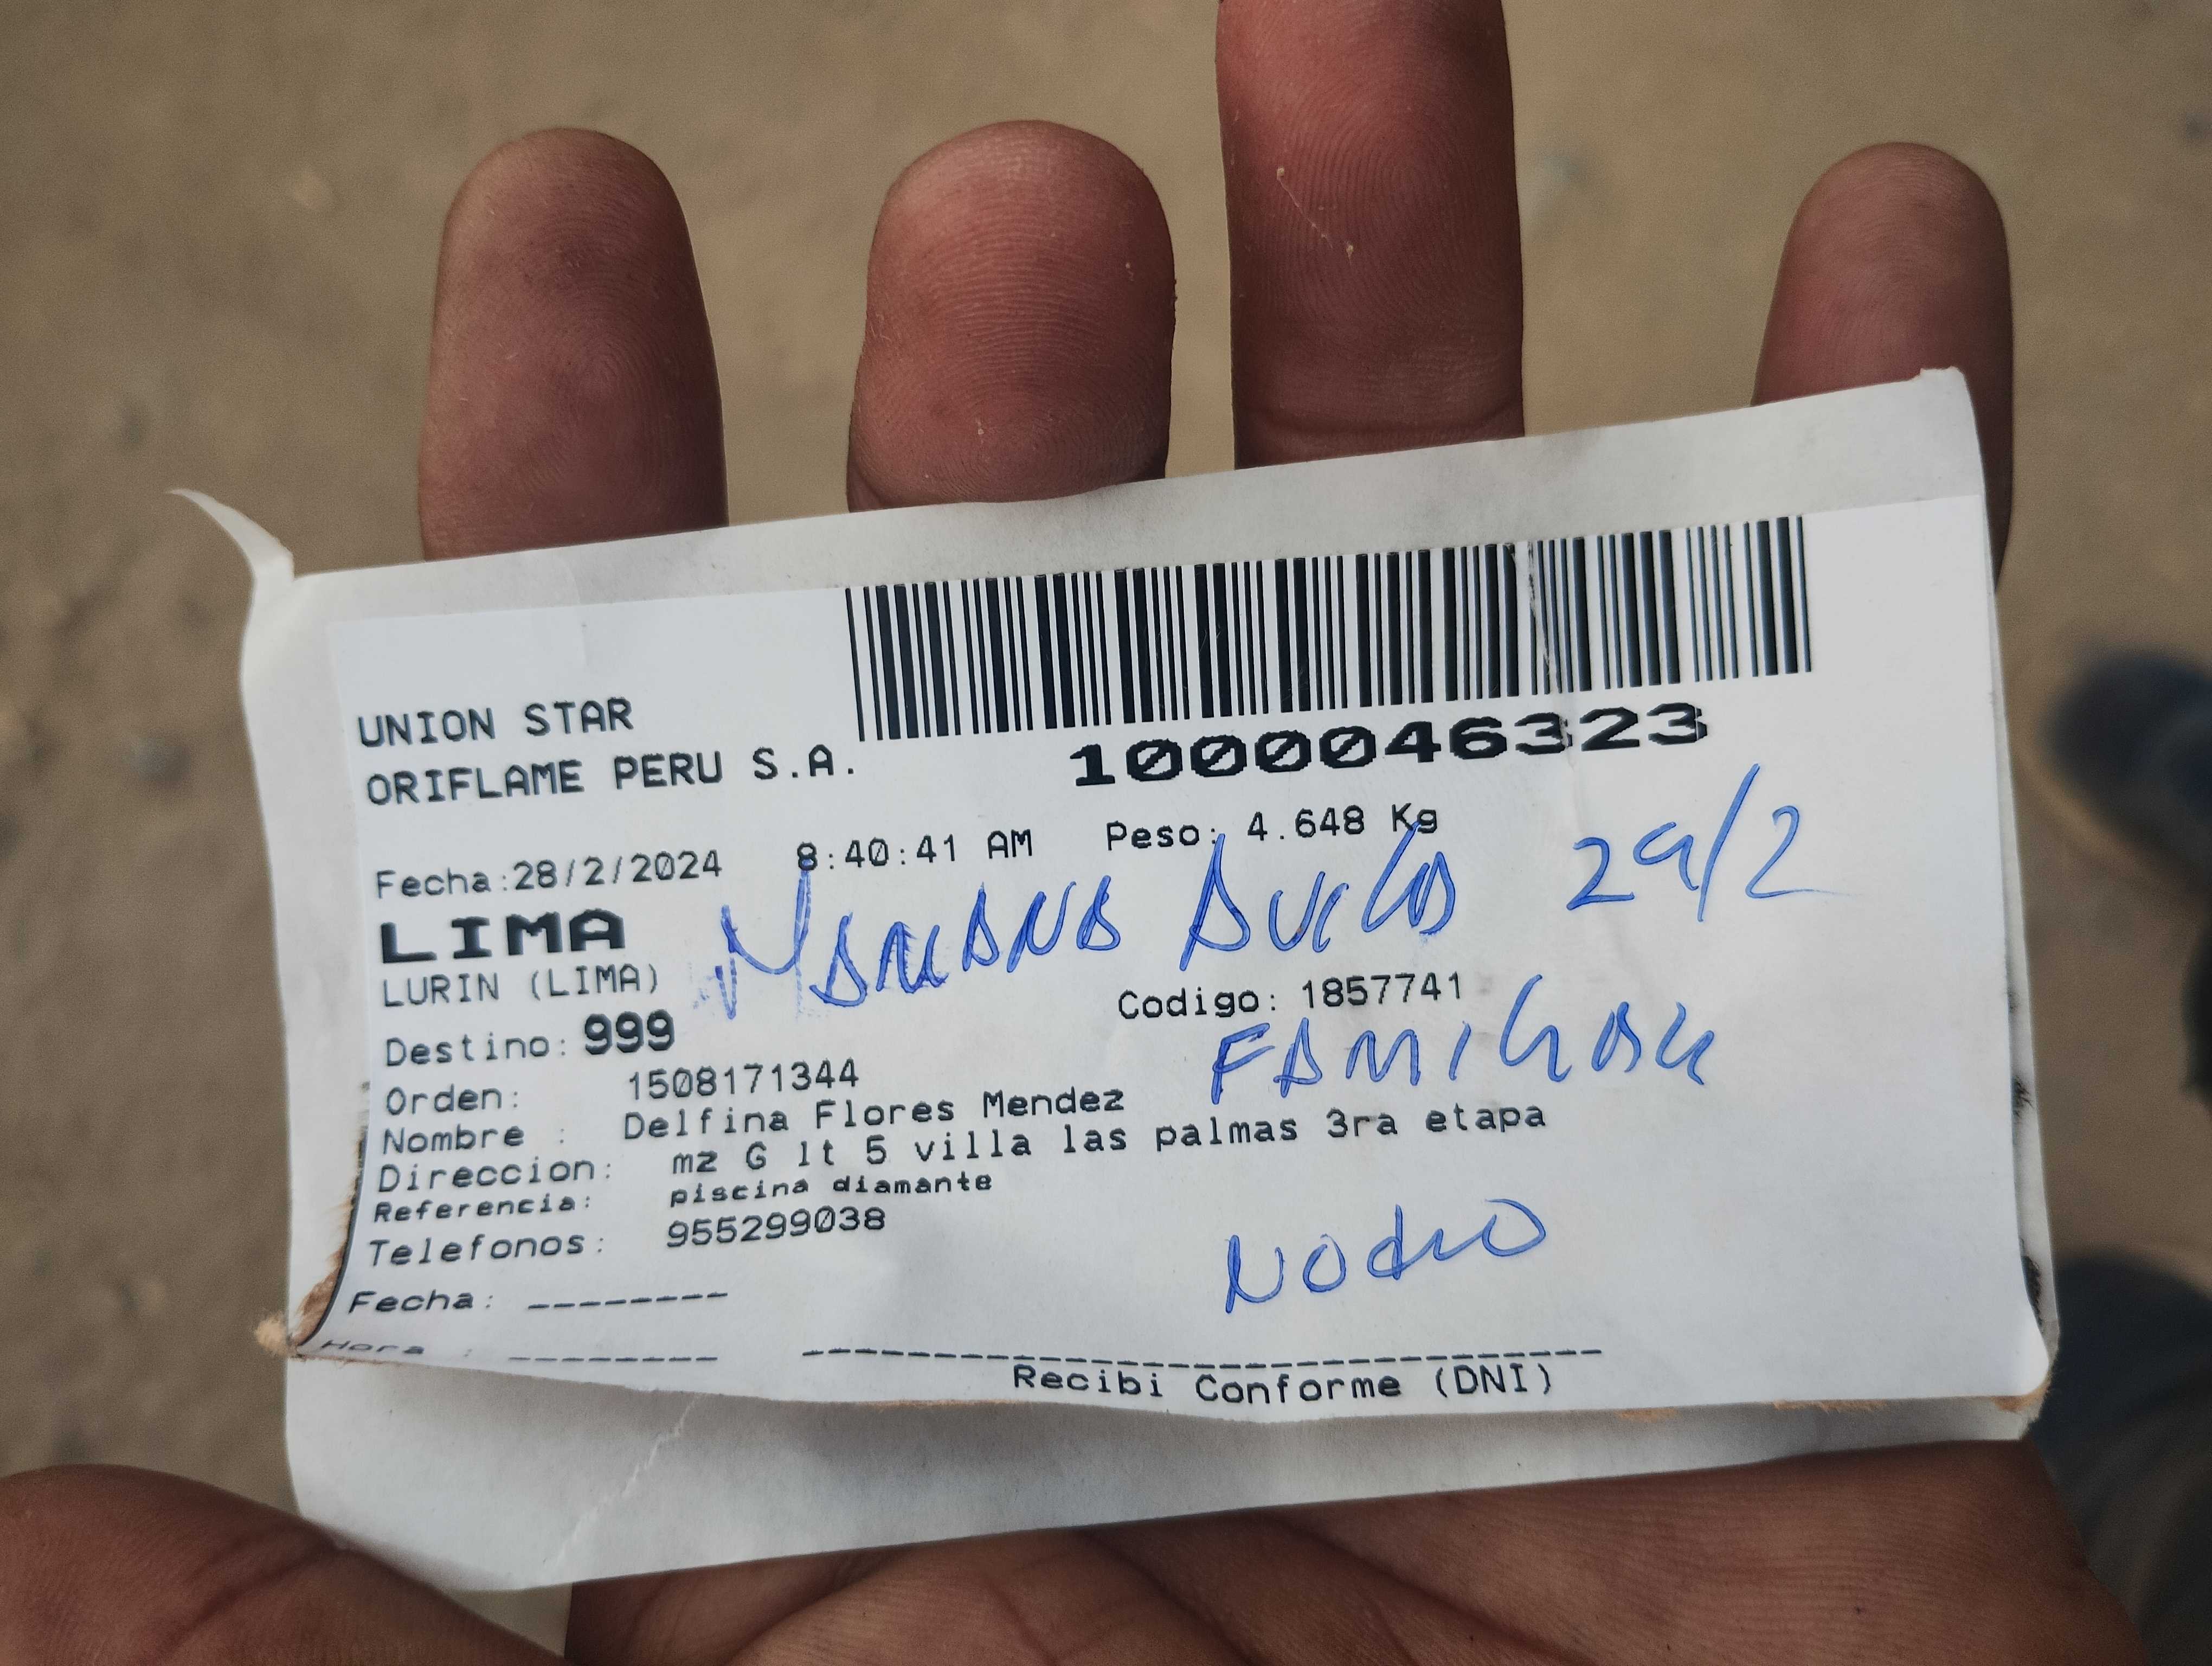 UNION STAR
ORIFLAME PERU S.A.
1000046323
Fecha:28/2/2024 8:40:41 AM Peso: 4.648 Kg
LIMA
29/2
LURIN (LIMA)
Codigo: 1857741
Destino: 999
Orden: 1508171344
Nombre : Delfina Flores Mendez
Direccion: mz G lt 5 villa las palmas 3ra etapa
Referencia: piscina diamante
Telefonos: 955299038
Fecha: --------
Hora : --------
Recibi Conforme (DNI)